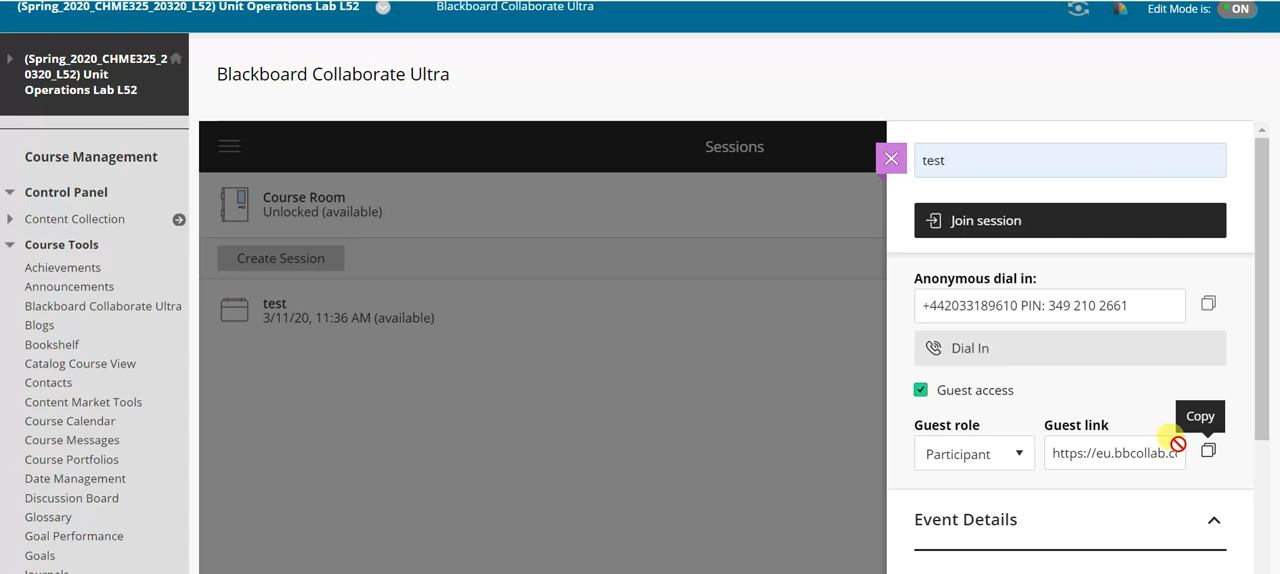 (Spring_2020_CHME325_20320_L52) Unit Operations Lab L52
Blackboard Collaborate Ultra
Edit Mode is:
ON
(Spring_2020_CHME325_2
0320_L52) Unit
Operations Lab L52
Course Management
Control Panel
Content Collection
Course Tools
Achievements
Announcements
Blackboard Collaborate Ultra
Blogs
Bookshelf
Catalog Course View
Contacts
Content Market Tools
Course Calendar
Course Messages
Course Portfolios
Date Management
Discussion Board
Glossary
Goal Performance
Goals
Journals
Blackboard Collaborate Ultra
Sessions
Course Room
Unlocked (available)
Create Session
test
3/11/20, 11:36 AM (available)
test
Join session
Anonymous dial in:
+442033189610 PIN: 349 210 2661
Dial In
Guest access
Copy
Guest role
Guest link
Participant
https://eu.bbcollab.c
Event Details